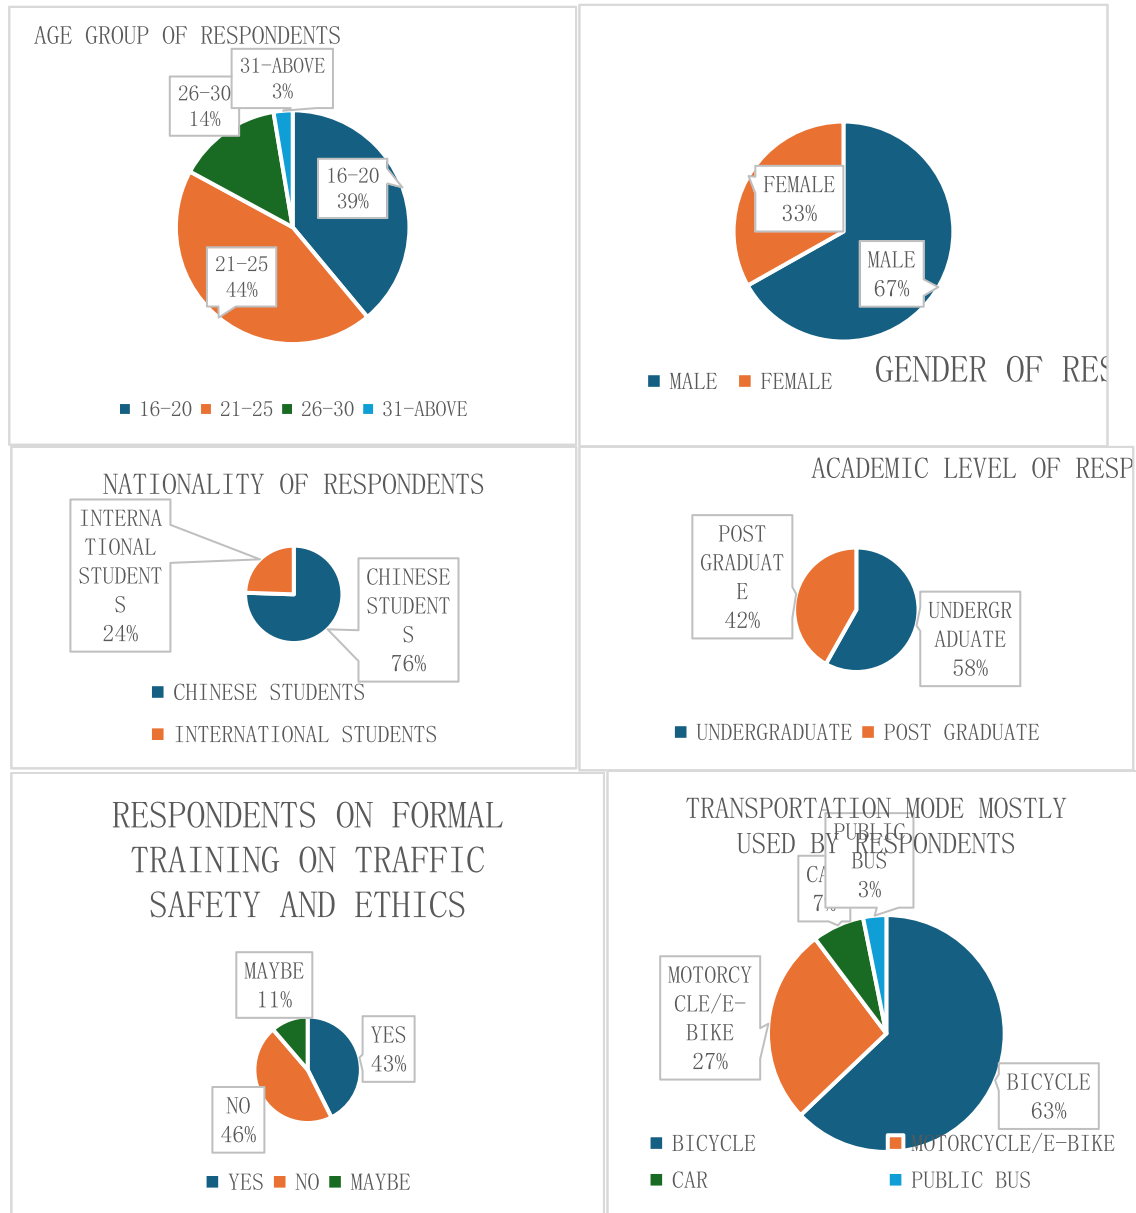 AGE GROUP OF RESPONDENTS
31-ABOVE
3%
26-30
14%
16-20
39%
21-25
44%
16-20 21-25 26-30 31-ABOVE
FEMALE
33%
MALE
67%
MALE FEMALE
GENDER OF RES
NATIONALITY OF RESPONDENTS
INTERNA
TIONAL
STUDENT
S
24%
CHINESE
STUDENT
S
76%
CHINESE STUDENTS
INTERNATIONAL STUDENTS
ACADEMIC LEVEL OF RESP
POST
GRADUAT
E
42%
UNDERGR
ADUATE
58%
UNDERGRADUATE POST GRADUATE
RESPONDENTS ON FORMAL
TRAINING ON TRAFFIC
SAFETY AND ETHICS
MAYBE
11%
YES
43%
NO
46%
YES NO MAYBE
TRANSPORTATION MODE MOSTLY
USED BY RESPONDENTS
PUBLIC
BUS
3%
CA
7%
MOTORCY
CLE/E-
BIKE
27%
BICYCLE
63%
BICYCLE MOTORCYCLE/E-BIKE
CAR PUBLIC BUS